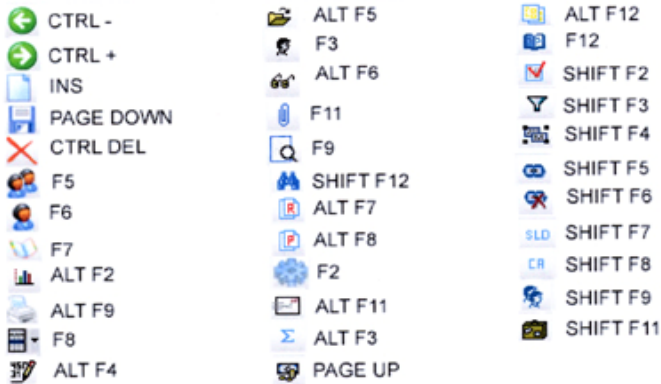 CTRL -
CTRL +
INS
PAGE DOWN
CTRL DEL
F5
F6
F7
ALT F2
ALT F9
F8
ALT F4
ALT F5
F3
ALT F6
F11
F9
SHIFT F12
R ALT F7
P ALT F8
F2
ALT F11
Σ ALT F3
PAGE UP
ALT F12
F12
SHIFT F2
SHIFT F3
SHIFT F4
SHIFT F5
SHIFT F6
SLD SHIFT F7
CR SHIFT F8
SHIFT F9
SHIFT F11